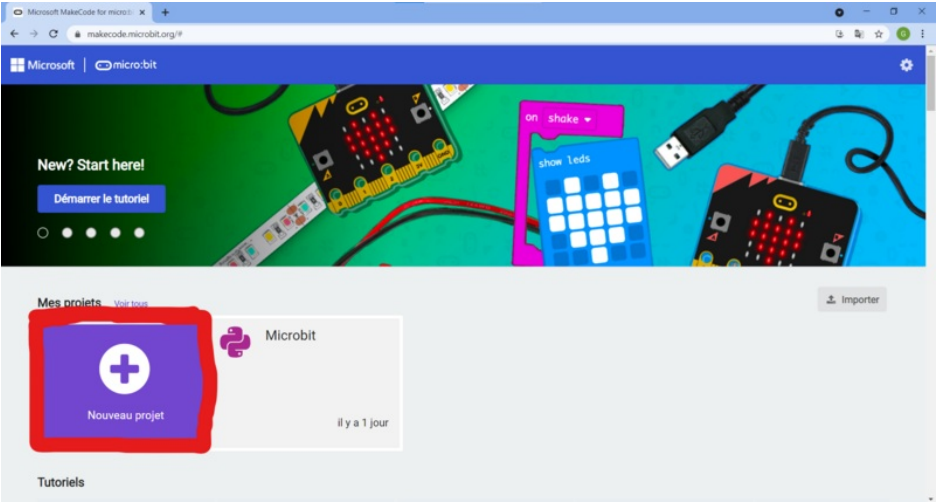 Microsoft MakeCode for micro:b
makecode.microbit.org/#
G
Microsoft | micro:bit
New? Start here!
Démarrer le tutoriel
on shake
show leds
Mes projets Voir tous
Importer
Nouveau projet
Microbit
il y a 1 jour
Tutoriels